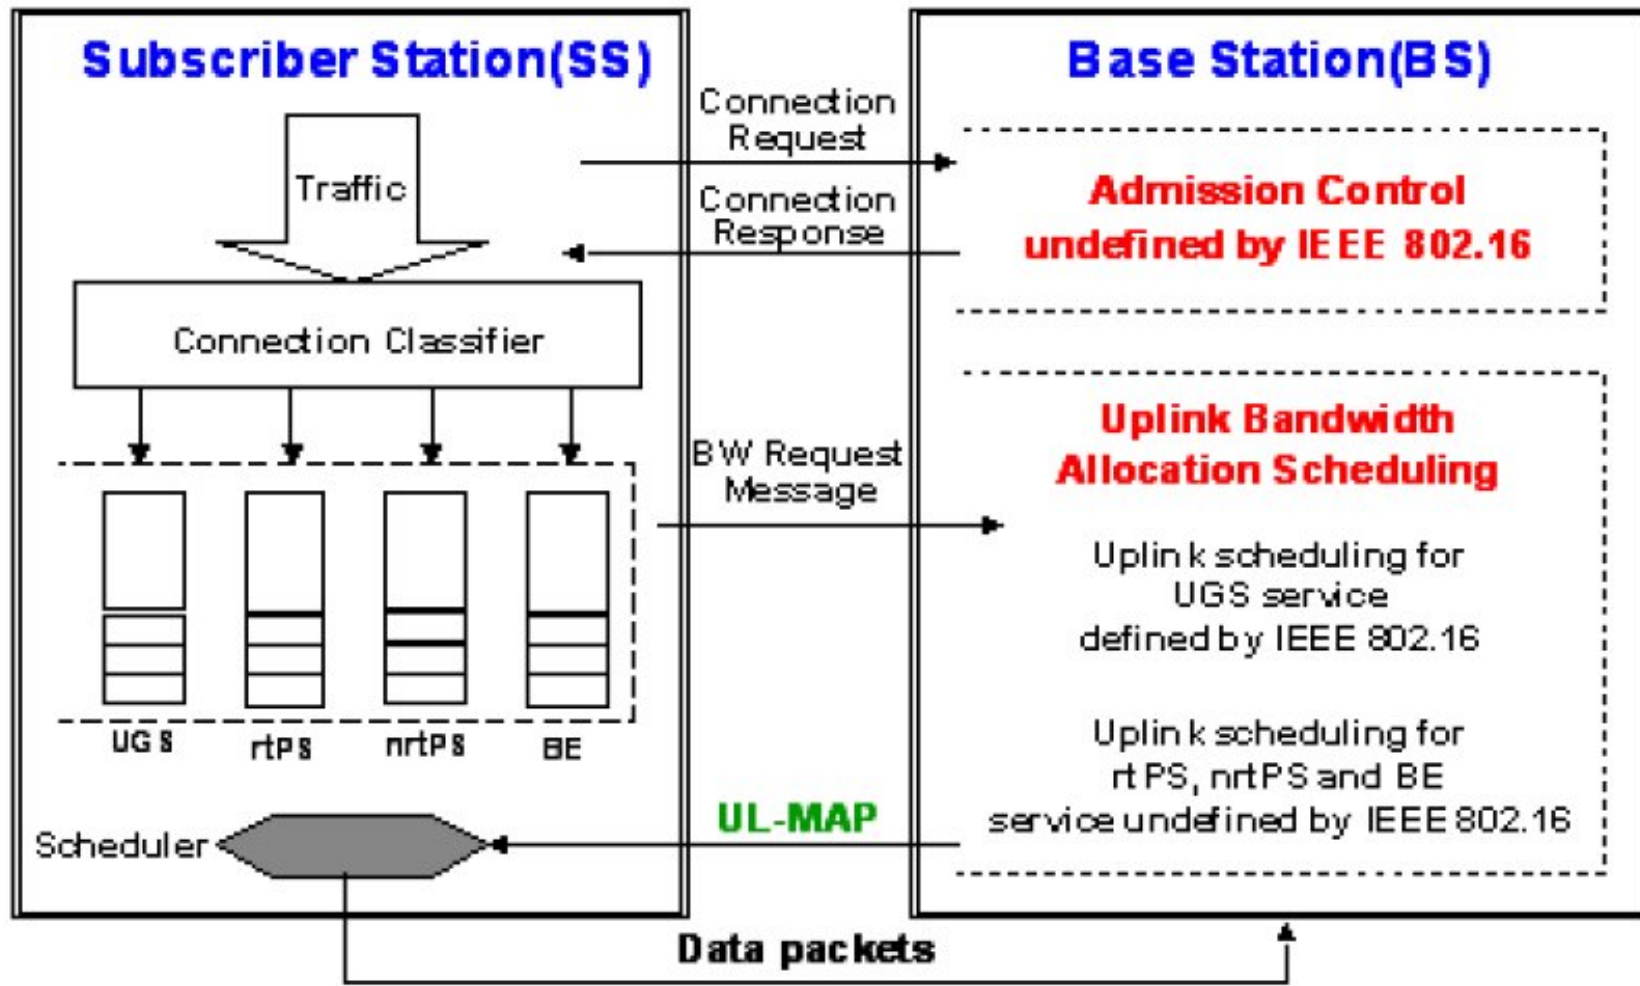 Subscriber Station(SS)
Traffic
Connection Classifier
UGS
rtPS
nrtPS
BE
Scheduler
Connection
Request
Connection
Response
BW Request
Message
UL-MAP
Data packets
Base Station(BS)
Admission Control
undefined by IEEE 802.16
Uplink Bandwidth
Allocation Scheduling
Uplink scheduling for
UGS service
defined by IEEE 802.16
Uplink scheduling for
rtPS, nrtPS and BE
service undefined by IEEE 802.16